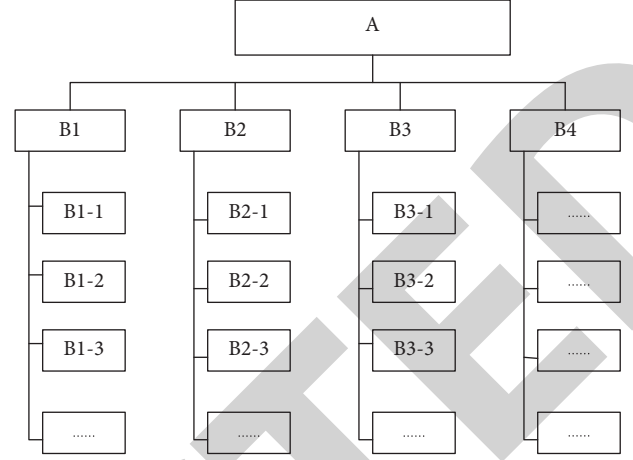 A
B1 B2 B3 B4
B1-1 B2-1 B3-1 ......
B1-2 B2-2 B3-2 ......
B1-3 B2-3 B3-3 ......
...... ...... ...... ......